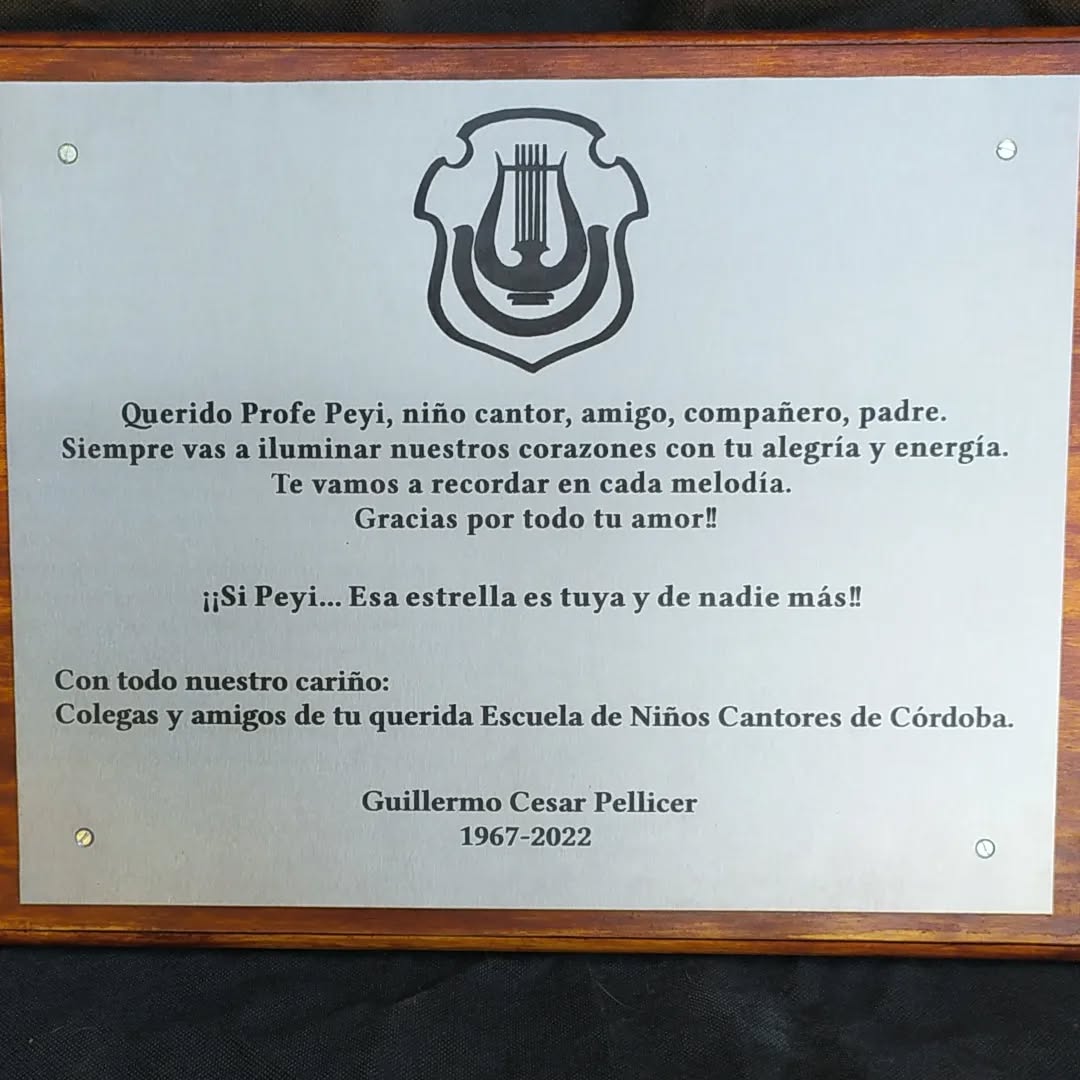 Querido Profe Peyi, niño cantor, amigo, compañero, padre.
Siempre vas a iluminar nuestros corazones con tu alegría y energía.
Te vamos a recordar en cada melodía.
Gracias por todo tu amor!!
¡¡Si Peyi... Esa estrella es tuya y de nadie más!!
Con todo nuestro cariño:
Colegas y amigos de tu querida Escuela de Niños Cantores de Córdoba.
Guillermo Cesar Pellicer
1967-2022